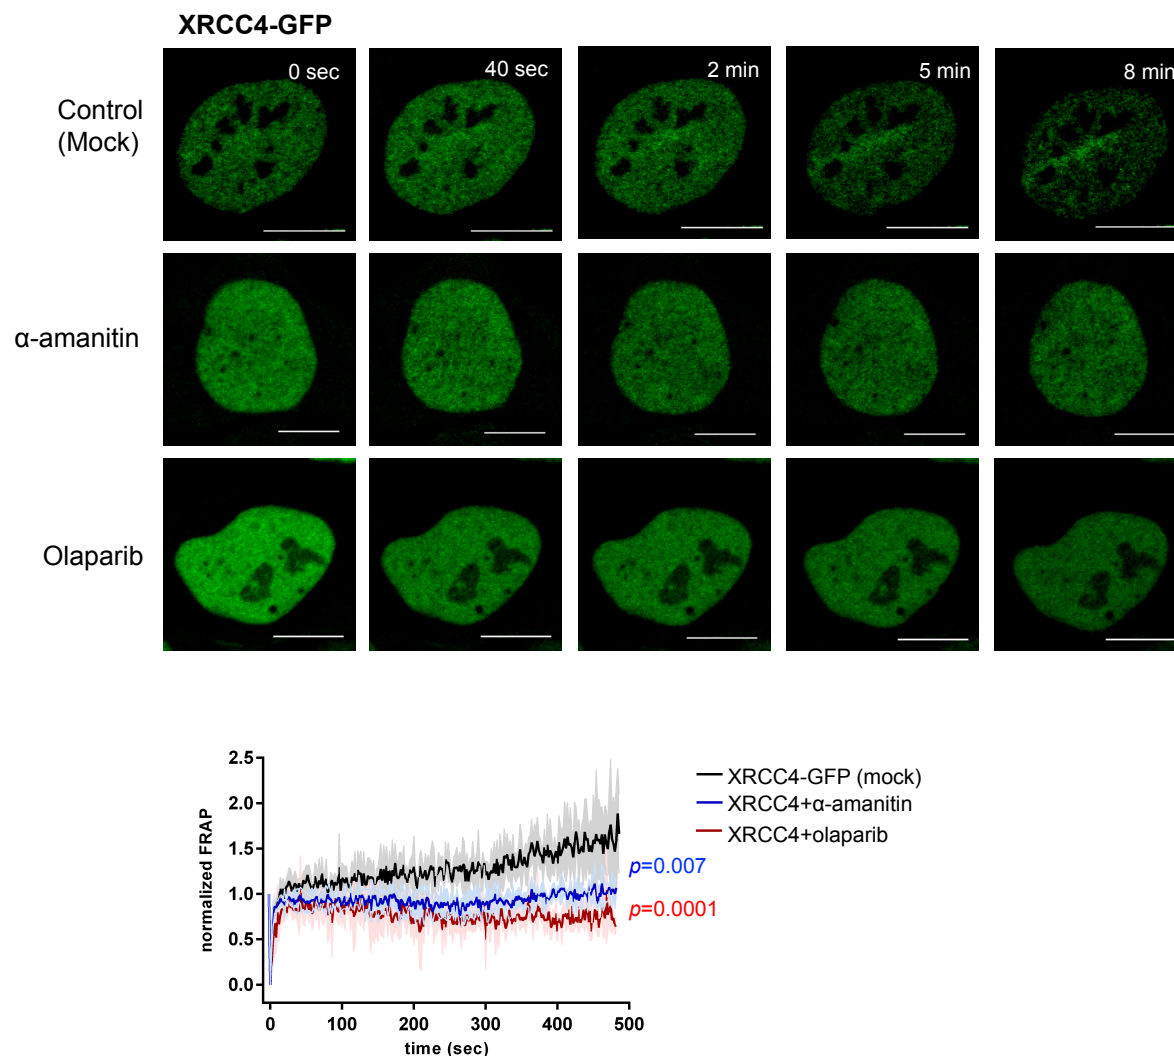 XRCC4-GFP
0 sec
40 sec
2 min
5 min
8 min
Control
(Mock)
α-amanitin
Olaparib
2.5
2.0
1.5
1.0
0.5
0.0
normalized FRAP
0
100
200
300
400
500
time (sec)
XRCC4-GFP (mock)
XRCC4+α-amanitin
XRCC4+olaparib
p=0.007
p=0.0001